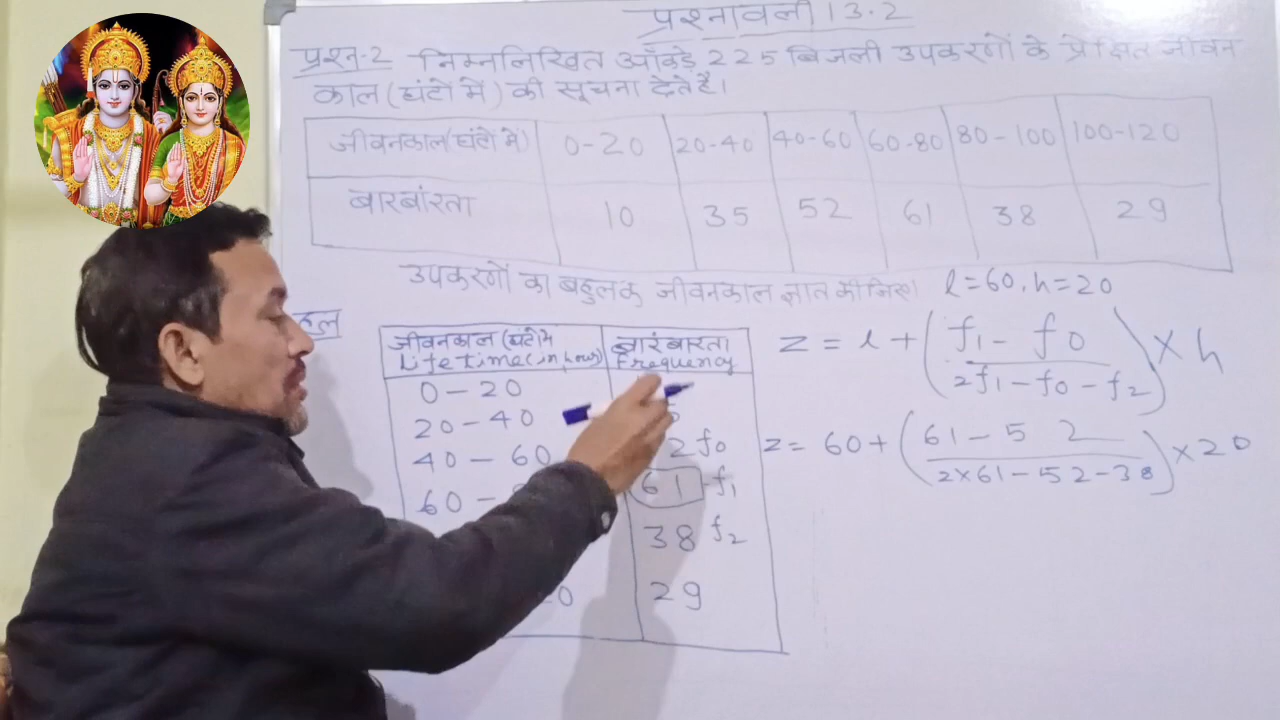 प्रश्नावली 13.2
प्रश्न-2 निम्नलिखित आँकड़े 225 बिजली उपकरणों के प्रेक्षित जीवन
काल (घंटों में) की सूचना देते हैं।
जीवनकाल (घंटों में) 0-20 20-40 40-60 60-80 80-100 100-120
बारबांरता 10 35 52 61 38 29
उपकरणों का बहुलक जीवनकाल ज्ञात कीजिए। l=60, h=20
हल
जीवनकाल (घंटों में बारंबारता
Life time (in hours) Frequency
z = l + (f1 - f0 / 2f1 - f0 - f2) × h
0-20
20-40
40-60 2 f0
z = 60 + (61 - 52 / 2×61 - 52 - 38) × 20
60- 61 - f1
38 f2
0 29